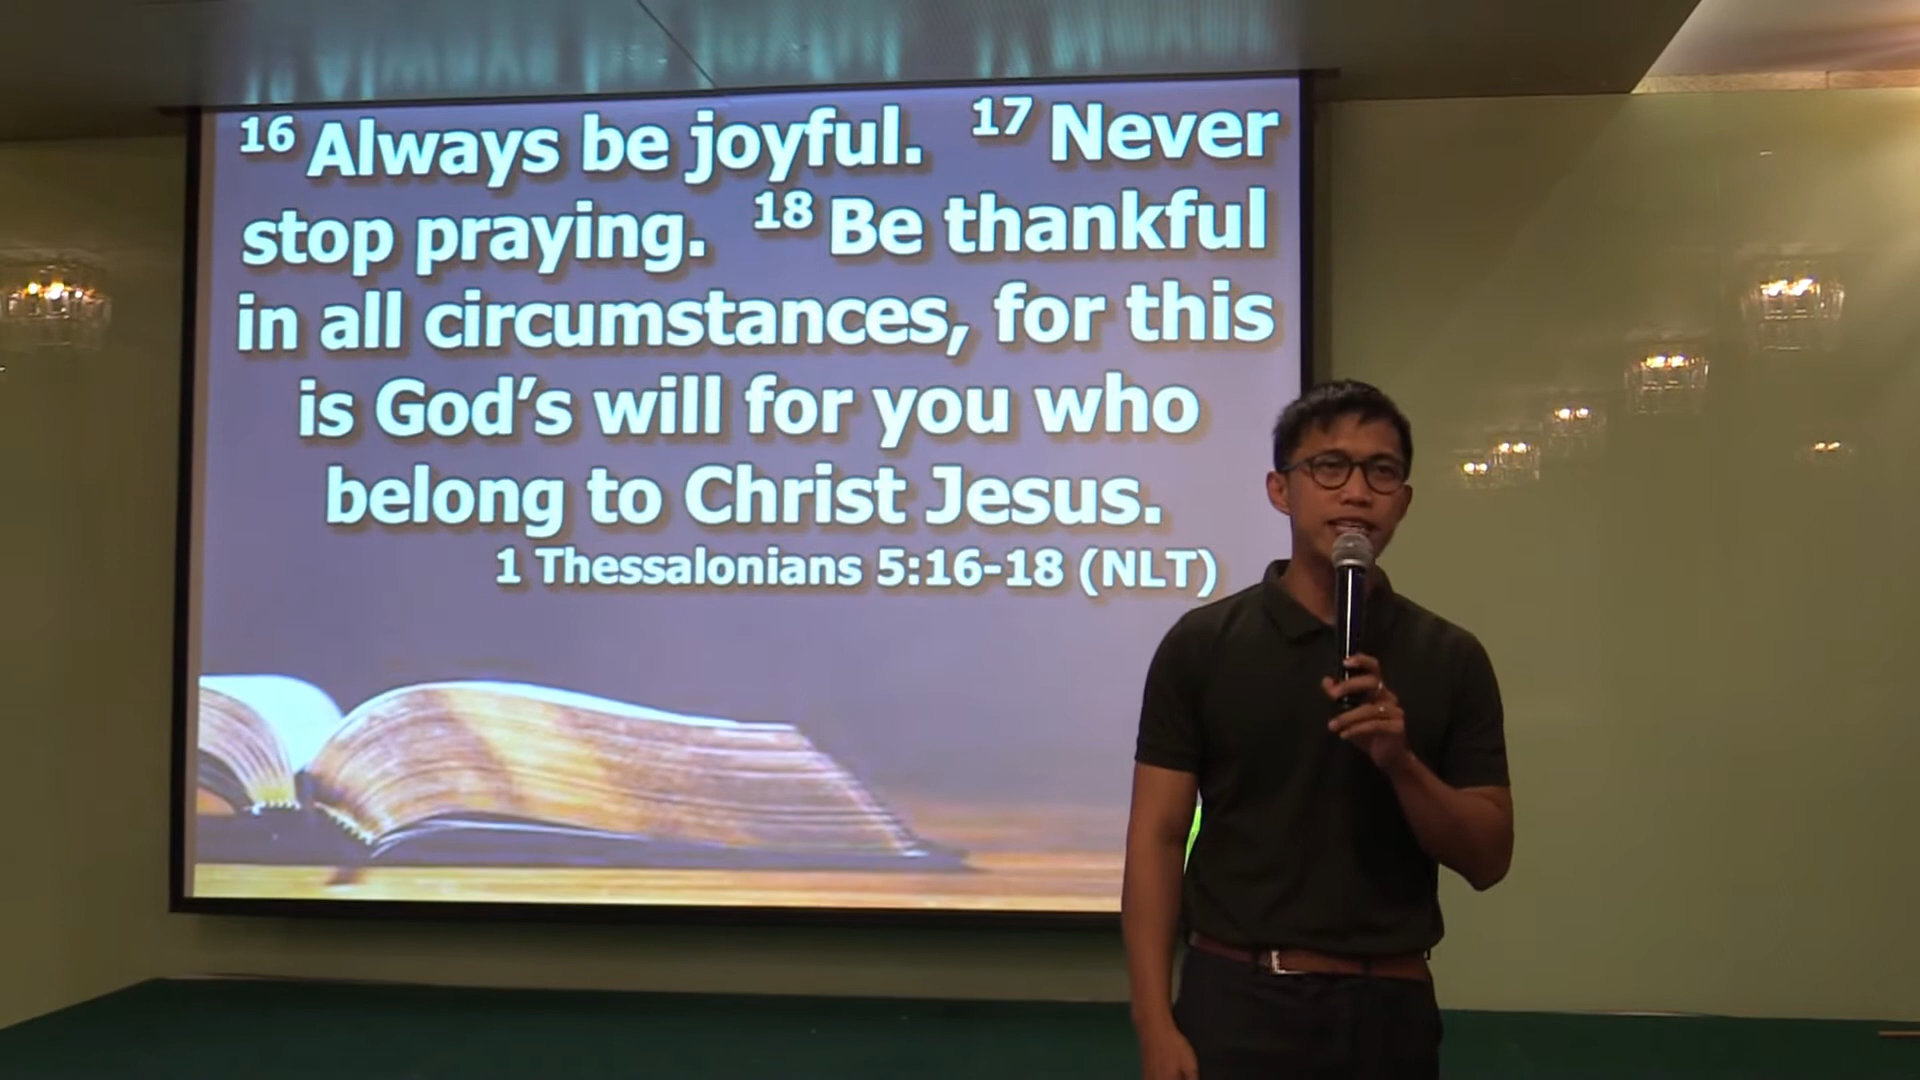 16 Always be joyful. 17 Never
stop praying. 18 Be thankful
in all circumstances, for this
is God’s will for you who
belong to Christ Jesus.
1 Thessalonians 5:16-18 (NLT)